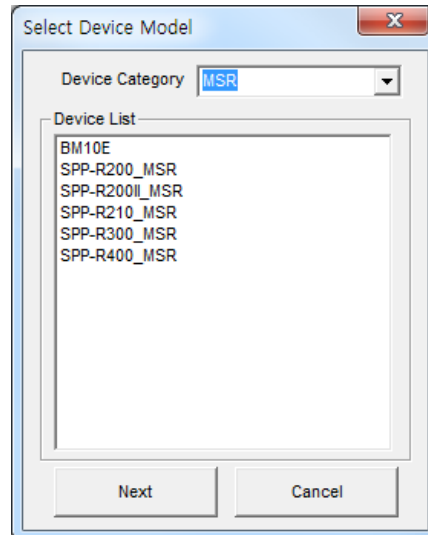 Select Device Model
Device Category MSR
Device List
BM10E
SPP-R200_MSR
SPP-R200II_MSR
SPP-R210_MSR
SPP-R300_MSR
SPP-R400_MSR
Next Cancel